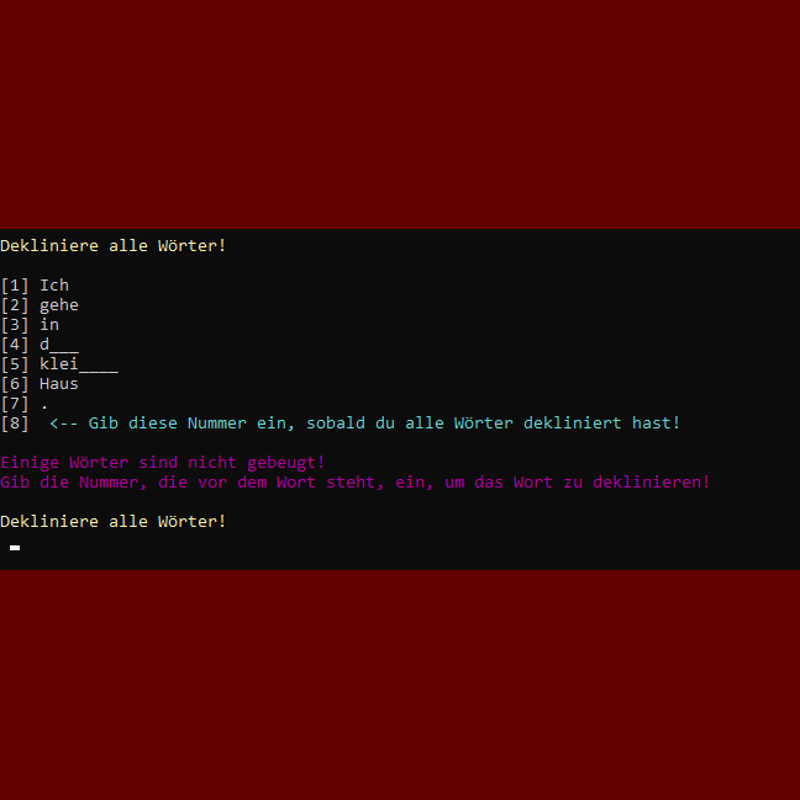 Dekliniere alle Wörter!
[1] Ich
[2] gehe
[3] in
[4] d___
[5] klei____
[6] Haus
[7] .
[8]  <-- Gib diese Nummer ein, sobald du alle Wörter dekliniert hast!
Einige Wörter sind nicht gebeugt!
Gib die Nummer, die vor dem Wort steht, ein, um das Wort zu deklinieren!
Dekliniere alle Wörter!